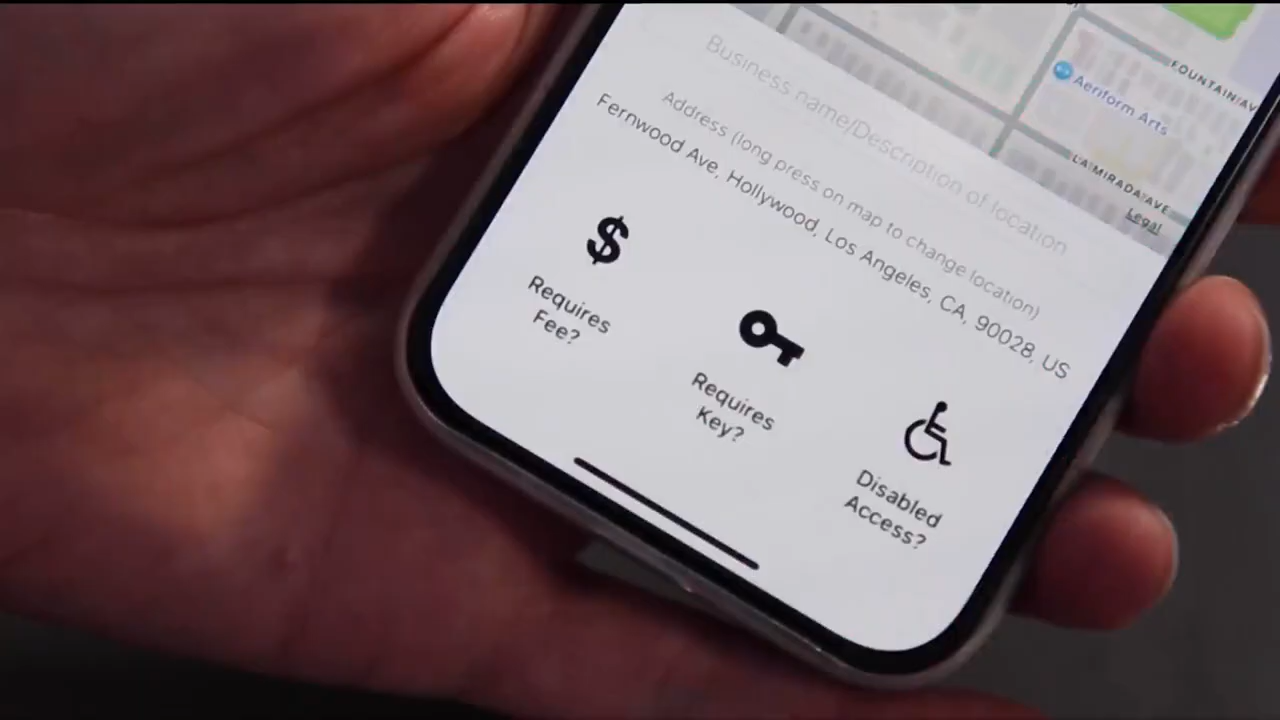 FOUNTAIN AV
Aeriform Arts
LA MIRADA AVE
Legal
Business name/Description of location
Address (long press on map to change location)
Fernwood Ave, Hollywood, Los Angeles, CA, 90028, US
$
Requires
Fee?
Requires
Key?
Disabled
Access?